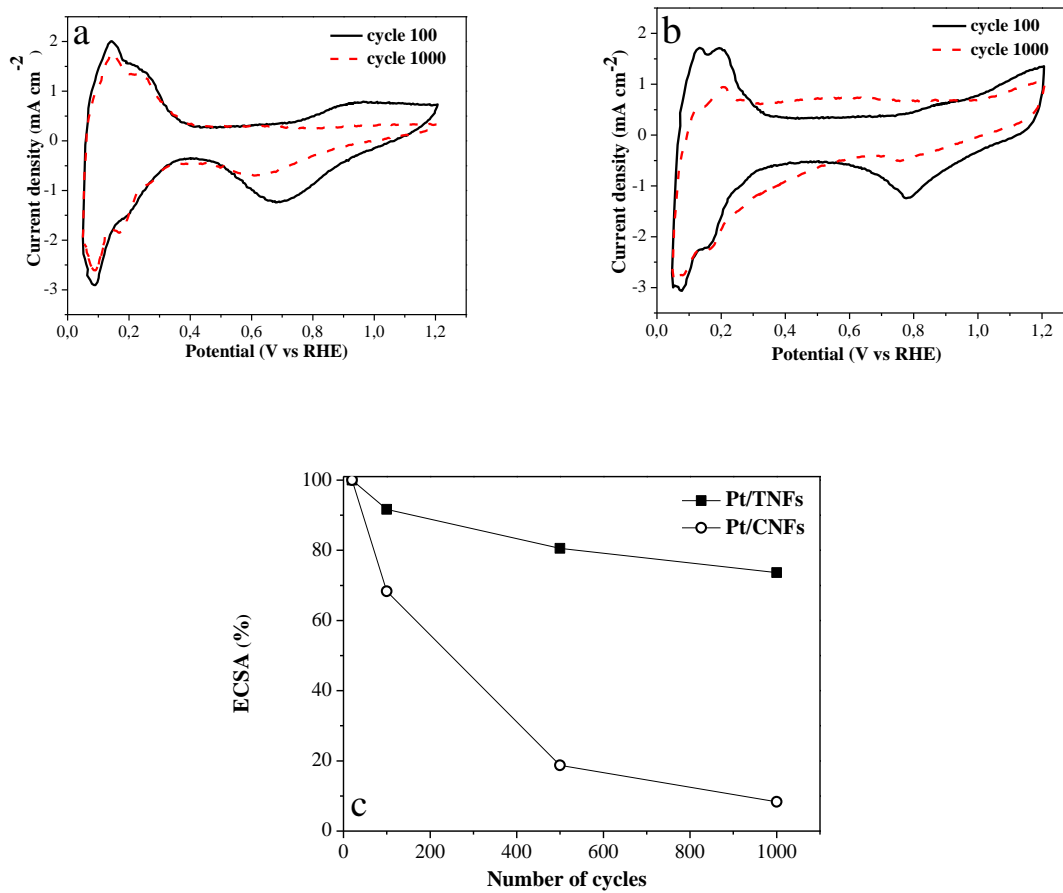 a
cycle 100
cycle 1000
Current density (mA cm-2)
2
1
0
-1
-2
-3
0,0 0,2 0,4 0,6 0,8 1,0 1,2
Potential (V vs RHE)
b
cycle 100
cycle 1000
Current density (mA cm-2)
2
1
0
-1
-2
-3
0,0 0,2 0,4 0,6 0,8 1,0 1,2
Potential (V vs RHE)
c
Pt/TNFs
Pt/CNFs
ECSA (%)
100
80
60
40
20
0
0 200 400 600 800 1000
Number of cycles